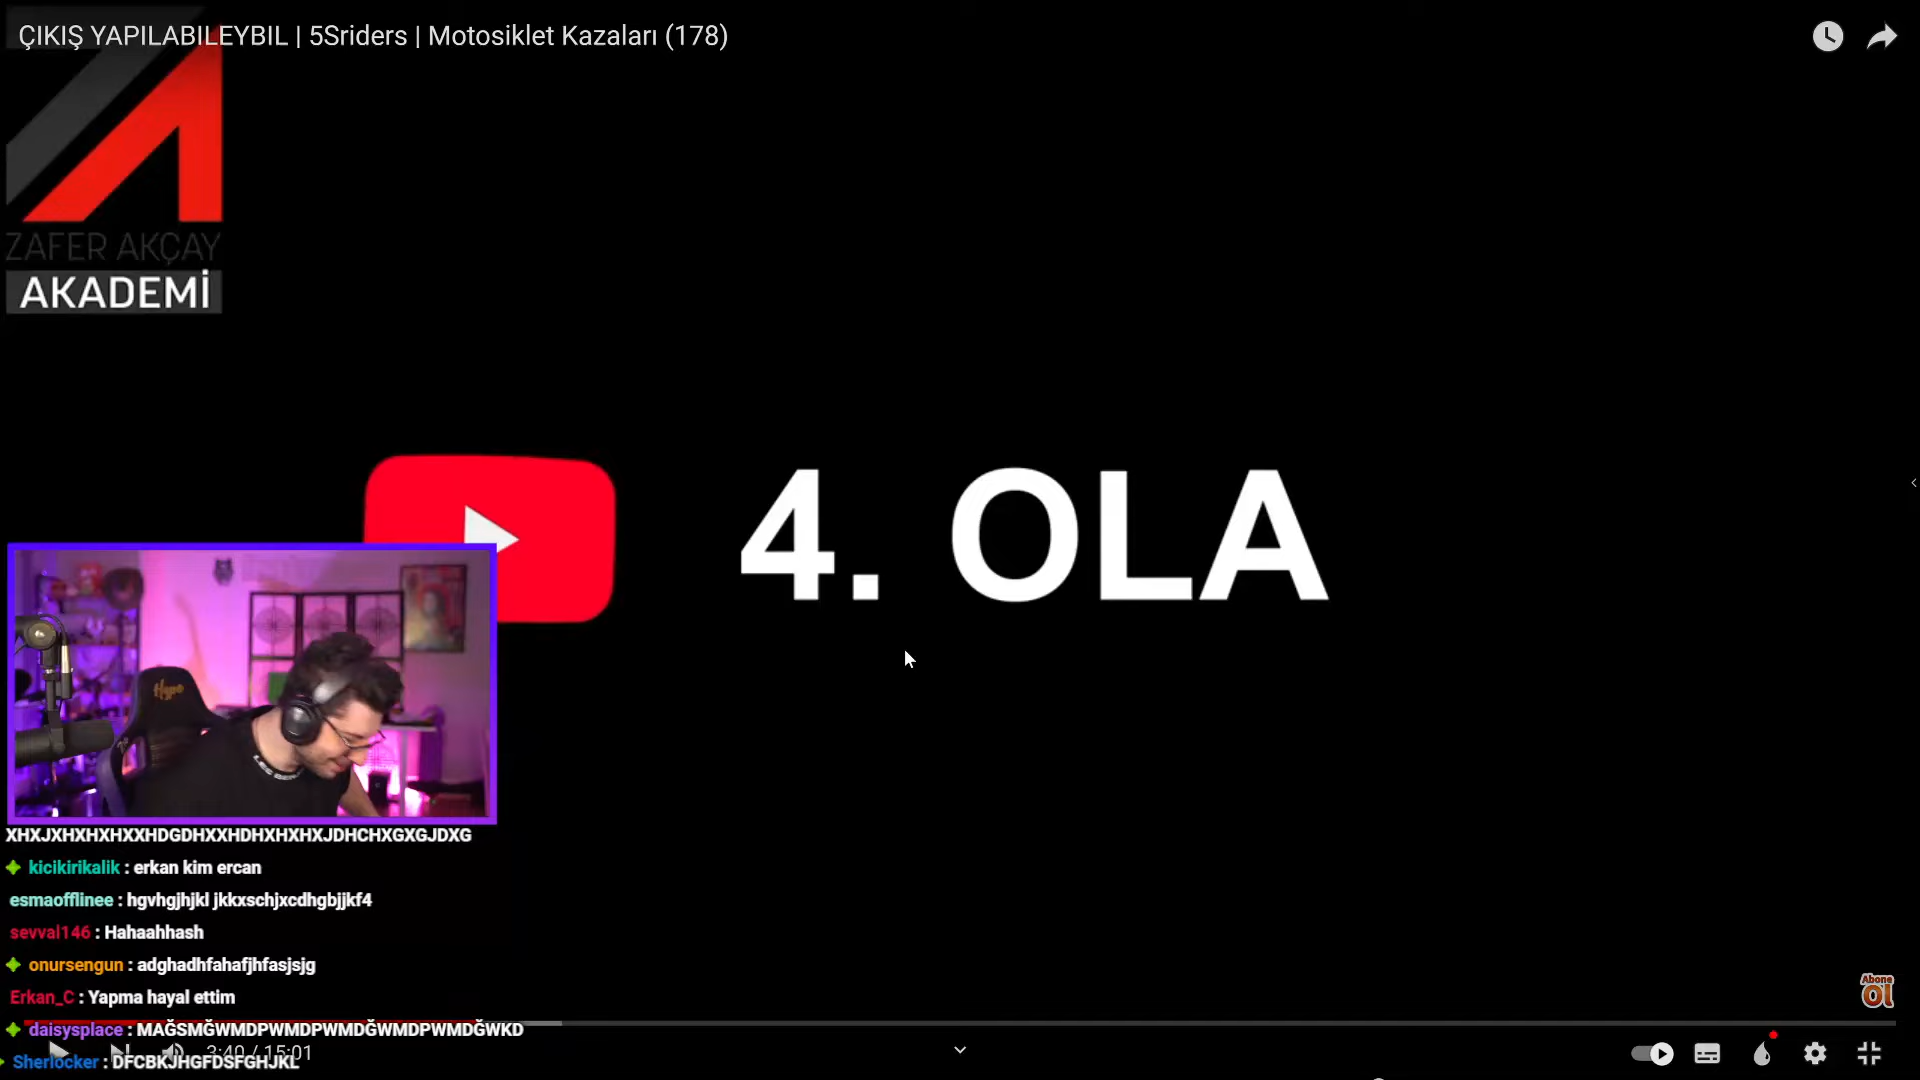 ÇIKIŞ YAPILABILEYBIL | 5Sriders | Motosiklet Kazaları (178)
ZAFER AKÇAY
AKADEMİ
4. OLA
Hype
XHXJXHXHXHXXHDGDHXXHDHXHXHXJDHCHXGXGJDXG
kicikirikalik : erkan kim ercan
esmaofflinee : hgvhgjhjkl jkkxschjxcdhgbjjkf4
sevval146 : Hahaahhash
onursengun : adghadhfahafjhfasjsjg
Erkan_C : Yapma hayal ettim
daisysplace : MAĞSMĞWMDPWMDPWMDĞWMDPWMDĞWKD
3:40 / 15:01
Sherlocker : DFCBKJHGFDSFGHJKL
Abone
Ol